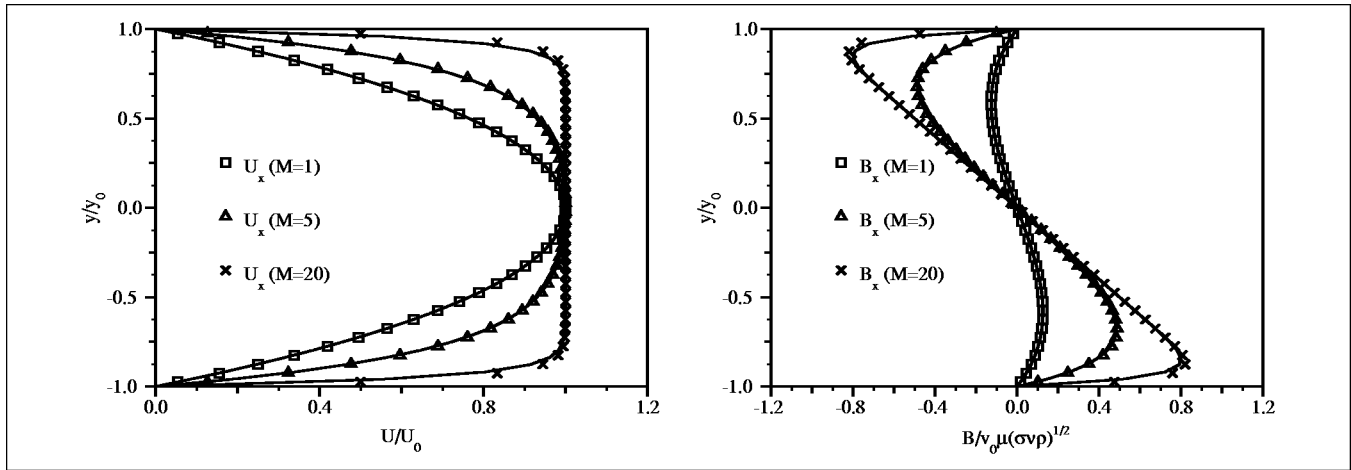 1.0
0.5
0.0
-0.5
-1.0
y/y₀
0.0 0.4 0.8 1.2
U/U₀
Uₓ (M=1)
Uₓ (M=5)
Uₓ (M=20)
1.0
0.5
0.0
-0.5
-1.0
y/y₀
-1.2 -0.8 -0.4 0.0 0.4 0.8 1.2
B/v₀μ(σνρ)^1/2
Bₓ (M=1)
Bₓ (M=5)
Bₓ (M=20)